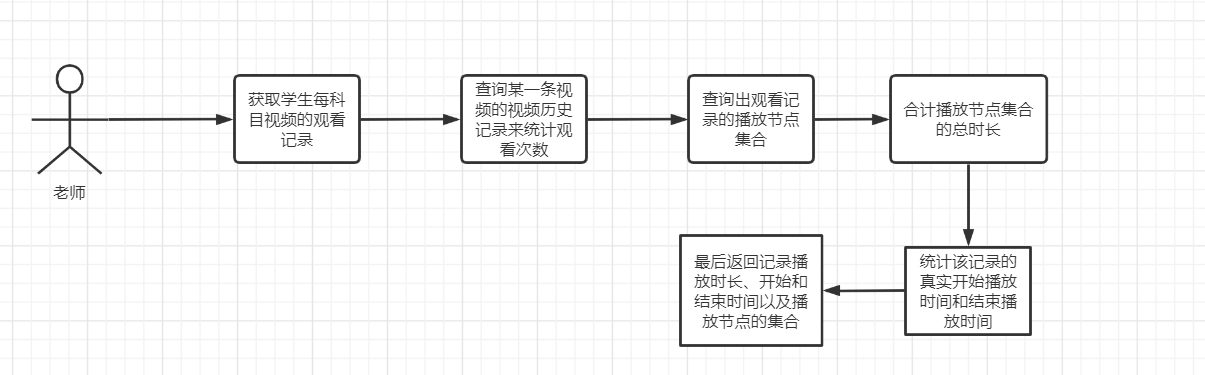 老师
获取学生每科
目视频的观看
记录
查询某一条视
频的视频历史
记录来统计观
看次数
查询出观看记
录的播放节点
集合
合计播放节点集合
的总时长
统计该记录的
真实开始播放
时间和结束播
放时间
最后返回记录播
放时长、开始和
结束时间以及播
放节点的集合